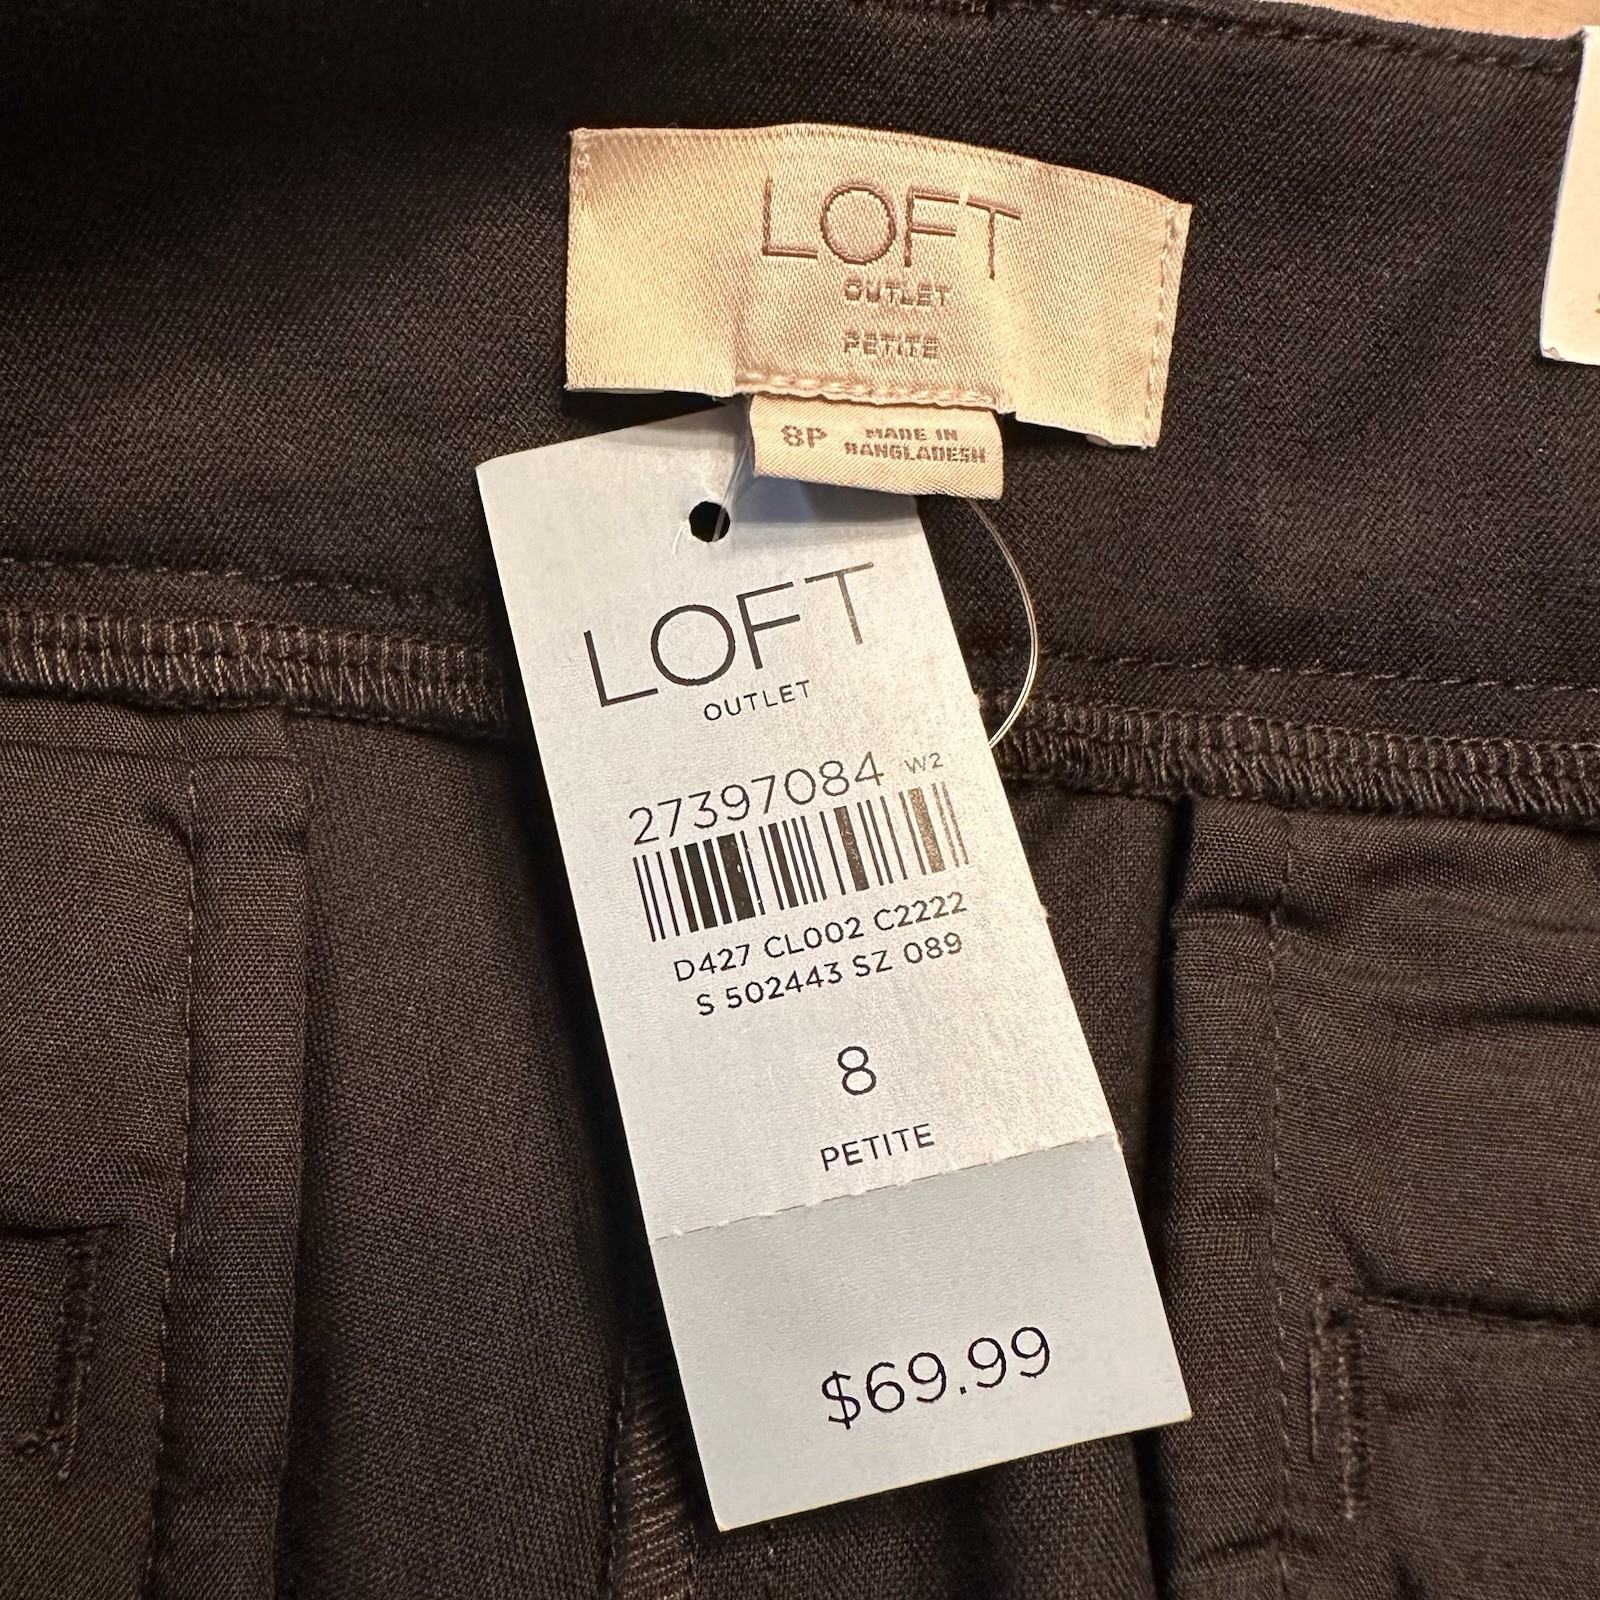 LOFT
OUTLET
PETITE
8P MADE IN
BANGLADESH
LOFT
OUTLET
27397084 W2
D427 CL002 C2222
S 502443 SZ 089
8
PETITE
$69.99